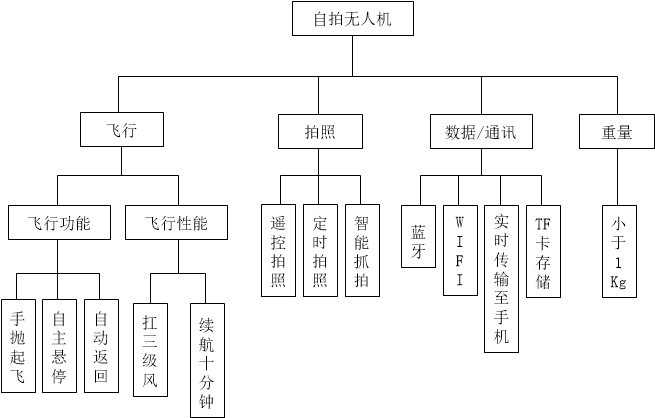 自拍无人机
飞行
拍照
数据/通讯
重量
飞行功能
飞行性能
遥控拍照
定时拍照
智能抓拍
蓝牙
WIFI
实时传输至手机
TF卡存储
小于1Kg
手抛起飞
自主悬停
自动返回
扛三级风
续航十分钟